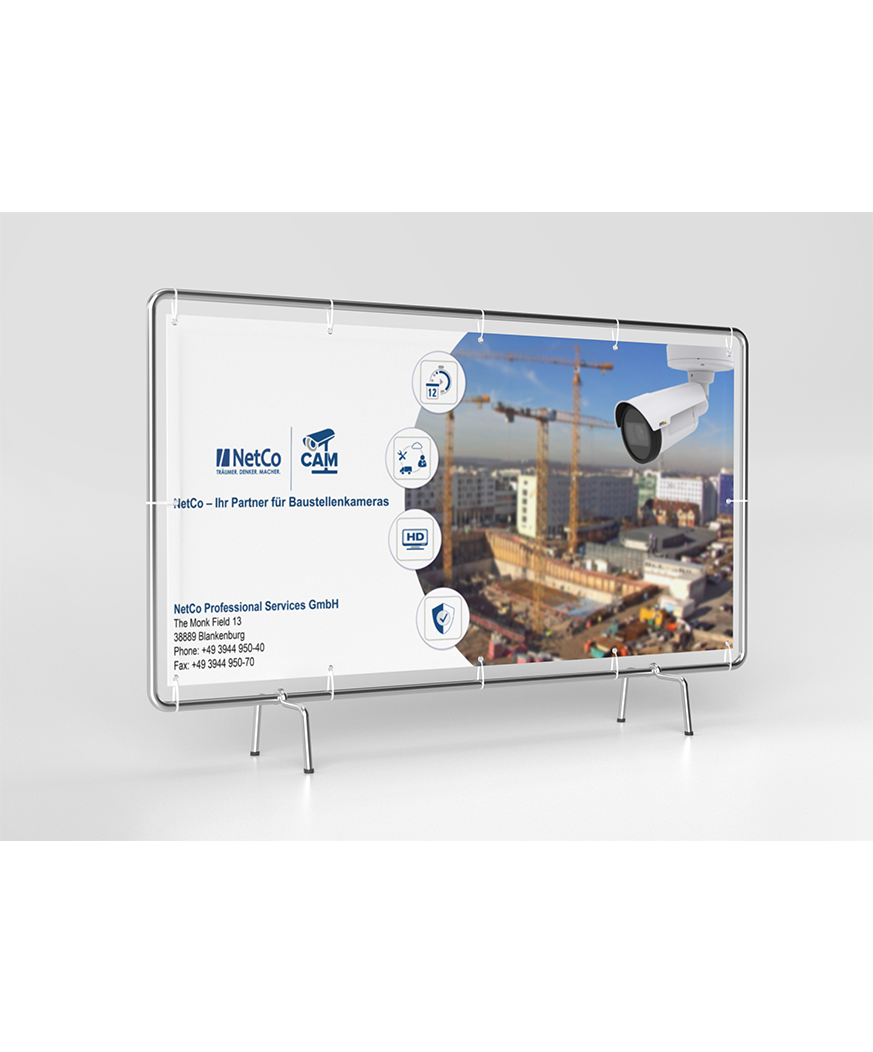 NetCo
TRÄUMER. DENKER. MACHER.
CAM
NetCo – Ihr Partner für Baustellenkameras
12
HD
NetCo Professional Services GmbH
The Monk Field 13
38889 Blankenburg
Phone: +49 3944 950-40
Fax: +49 3944 950-70